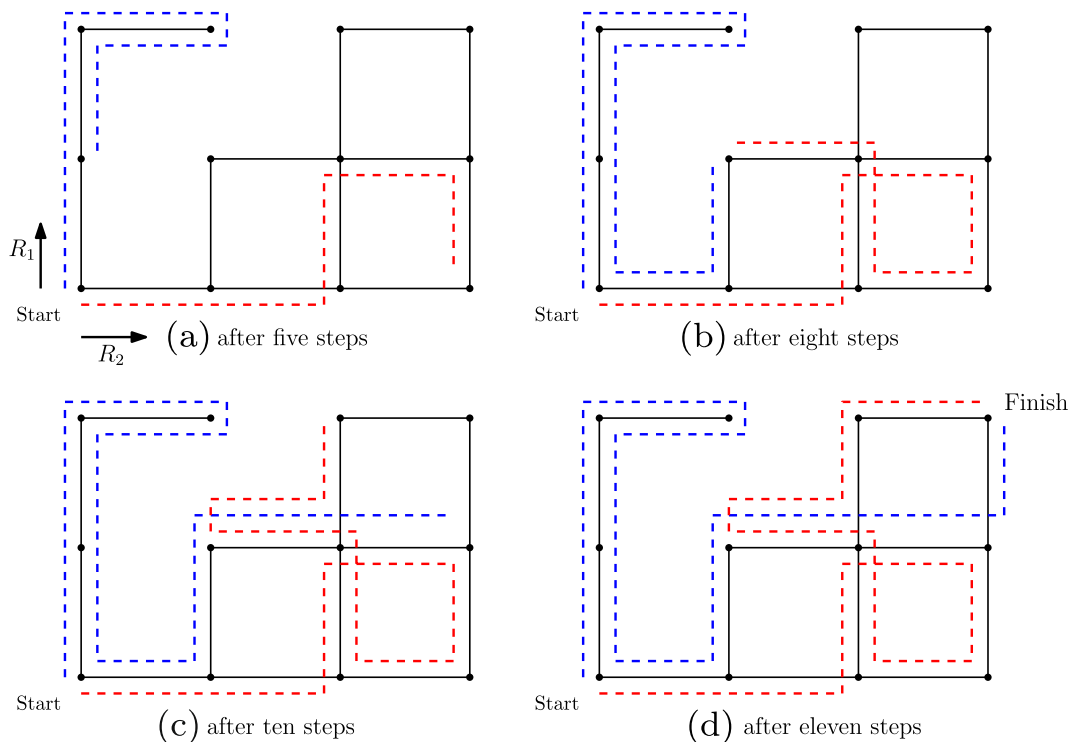 R₁
Start
R₂
(a) after five steps
Start
(b) after eight steps
Finish
Start
(c) after ten steps
Start
(d) after eleven steps